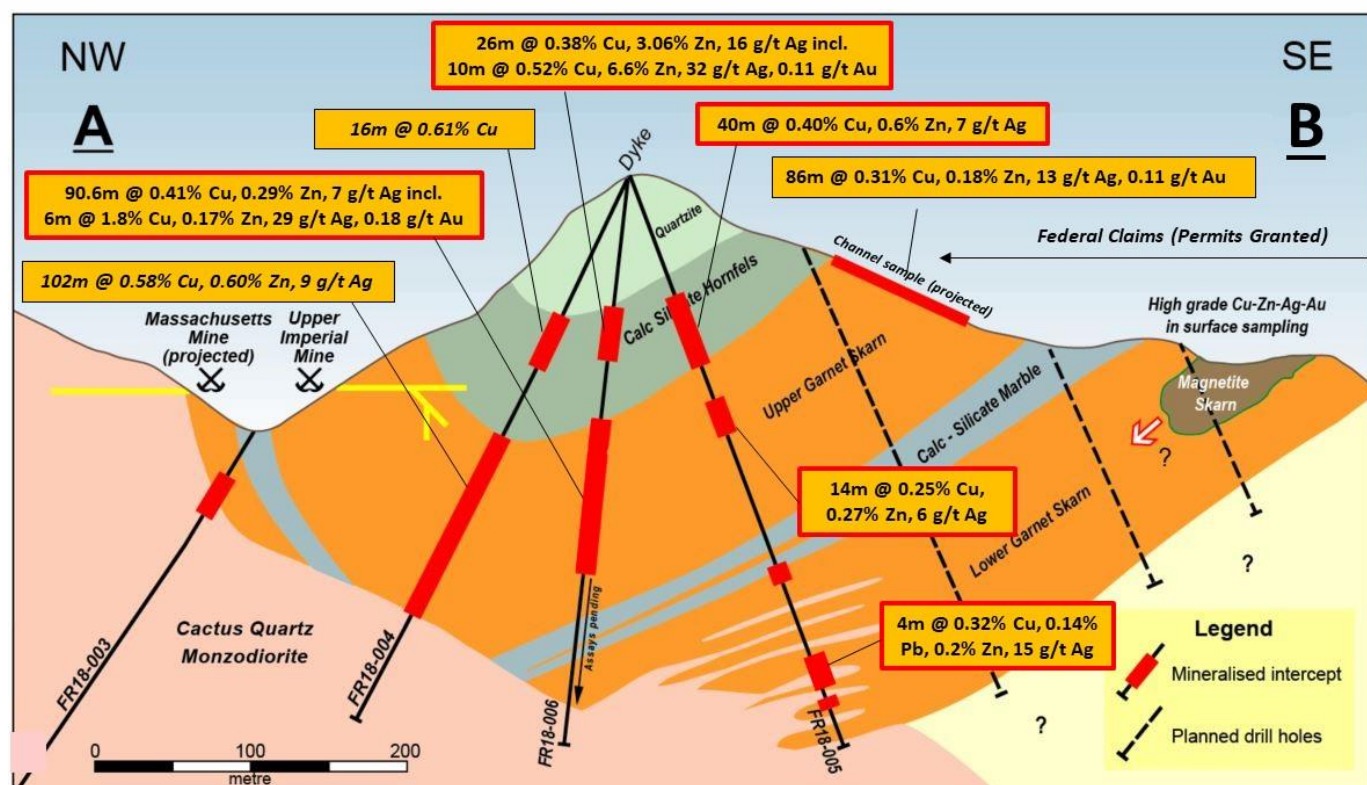 NW
SE
A
B
26m @ 0.38% Cu, 3.06% Zn, 16 g/t Ag incl.
10m @ 0.52% Cu, 6.6% Zn, 32 g/t Ag, 0.11 g/t Au
16m @ 0.61% Cu
40m @ 0.40% Cu, 0.6% Zn, 7 g/t Ag
Dyke
86m @ 0.31% Cu, 0.18% Zn, 13 g/t Ag, 0.11 g/t Au
90.6m @ 0.41% Cu, 0.29% Zn, 7 g/t Ag incl.
6m @ 1.8% Cu, 0.17% Zn, 29 g/t Ag, 0.18 g/t Au
Quartzite
Federal Claims (Permits Granted)
102m @ 0.58% Cu, 0.60% Zn, 9 g/t Ag
Channel sample (projected)
Calc Silicate Hornfels
High grade Cu-Zn-Ag-Au
in surface sampling
Massachusetts
Mine
(projected)
Upper
Imperial
Mine
Upper Garnet Skarn
Calc - Silicate Marble
Magnetite
Skarn
?
14m @ 0.25% Cu,
0.27% Zn, 6 g/t Ag
Lower Garnet Skarn
?
Assays pending
Cactus Quartz
Monzodiorite
4m @ 0.32% Cu, 0.14%
Pb, 0.2% Zn, 15 g/t Ag
FR18-003
FR18-004
FR18-006
FR18-005
?
Legend
Mineralised intercept
Planned drill holes
0 100 200
metre